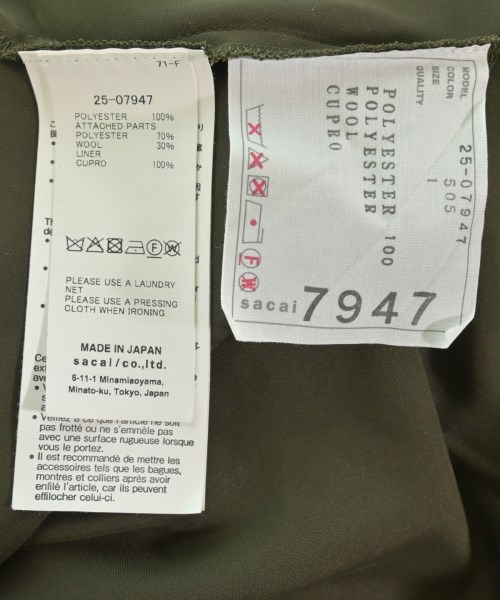 71-F
25-07947
POLYESTER 100%
ATTACHED PARTS
POLYESTER 70%
WOOL 30%
LINER
CUPRO 100%
PLEASE USE A LAUNDRY
NET
PLEASE USE A PRESSING
CLOTH WHEN IRONING
MADE IN JAPAN
sacai/co.,ltd.
6-11-1 Minamiaoyama,
Minato-ku, Tokyo, Japan
Veillez à ce que l'article ne soit
pas frotté ou ne s'emmêle pas
avec une surface rugueuse lorsque
vous le portez.
• Il est recommandé de mettre les
accessoires tels que les bagues,
montres et colliers après avoir
enfilé l'article, car ils peuvent
effilocher celui-ci.
MODEL 25-07947
COLOR 505
SIZE 1
QUALITY
POLYESTER 100
POLYESTER
WOOL
CUPRO
sacai 7947